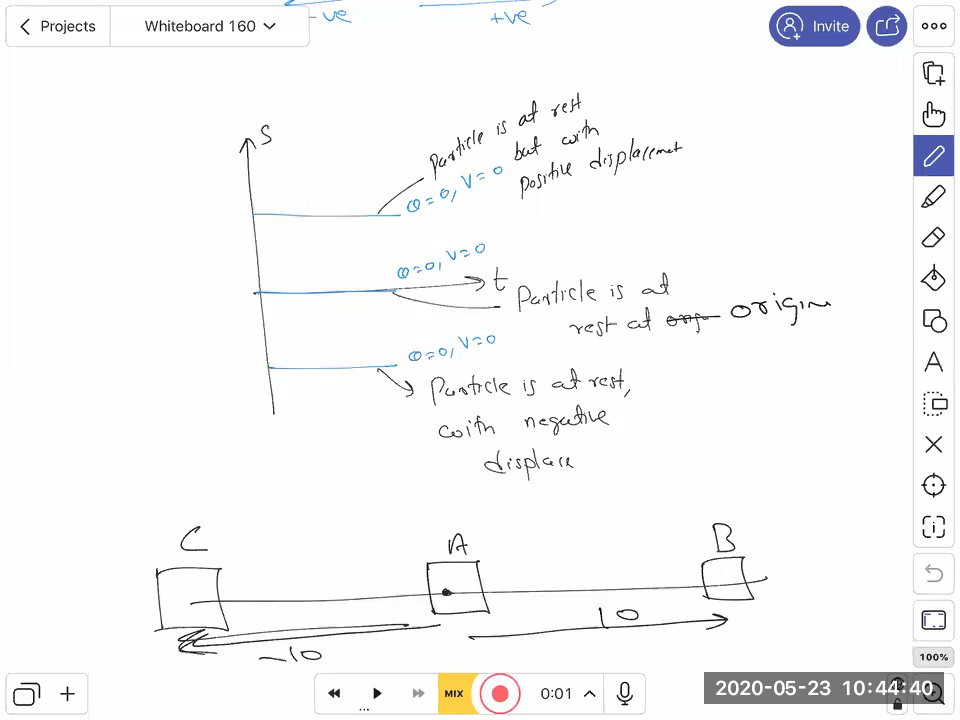 -ve
+ve
Projects
Whiteboard 160
Invite
S
Particle is at rest
but with
positive displacemet
θ=0, V=0
θ=0, V=0
t
Particle is at
rest at origin
θ=0, V=0
Particle is at rest,
with negative
displace
C
A
B
10
-10
A
100%
MIX
0:01
2020-05-23 10:44:40